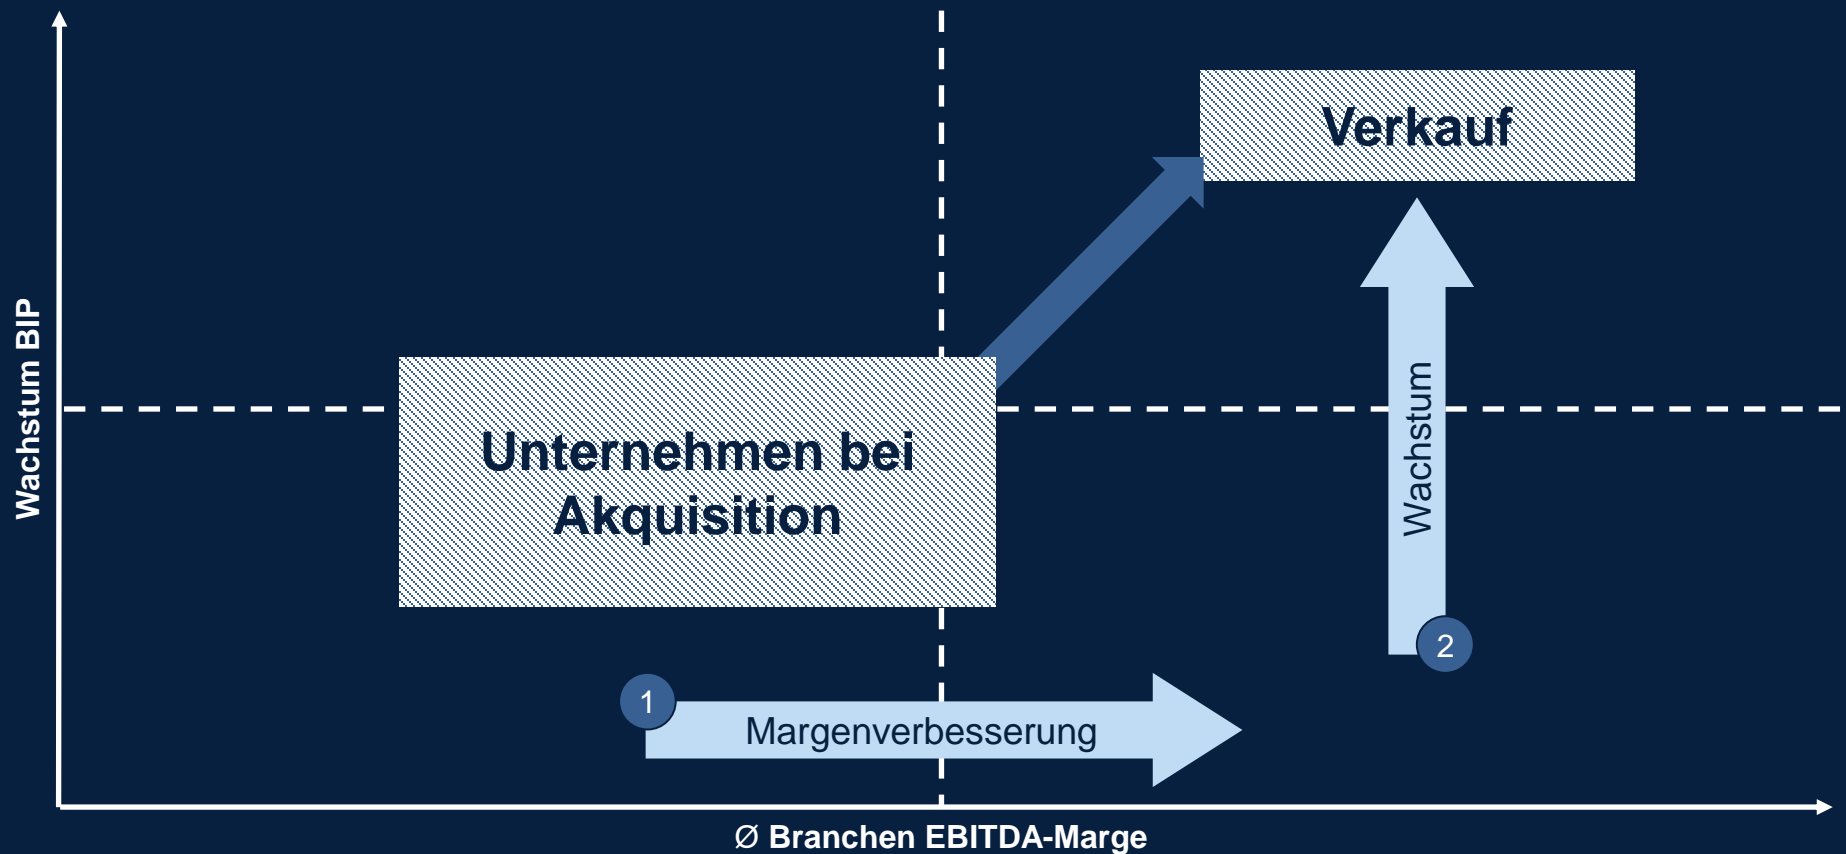 Verkauf
Wachstum BIP
Unternehmen bei
Akquisition
Wachstum
2
1
Margenverbesserung
Ø Branchen EBITDA-Marge